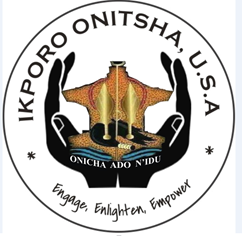 IKPORO ONITSHA, U.S.A
ONICHA ADO N'IDU
Engage, Enlighten, Empower